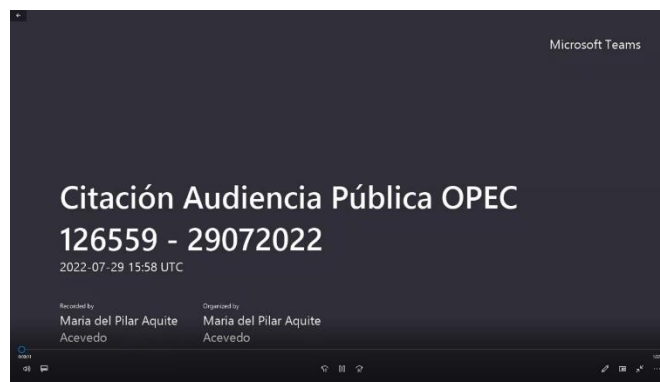 Microsoft Teams
Citación Audiencia Pública OPEC
126559 - 29072022
2022-07-29 15:58 UTC
Recorded by
Organized by
Maria del Pilar Aquite
Acevedo
Maria del Pilar Aquite
Acevedo